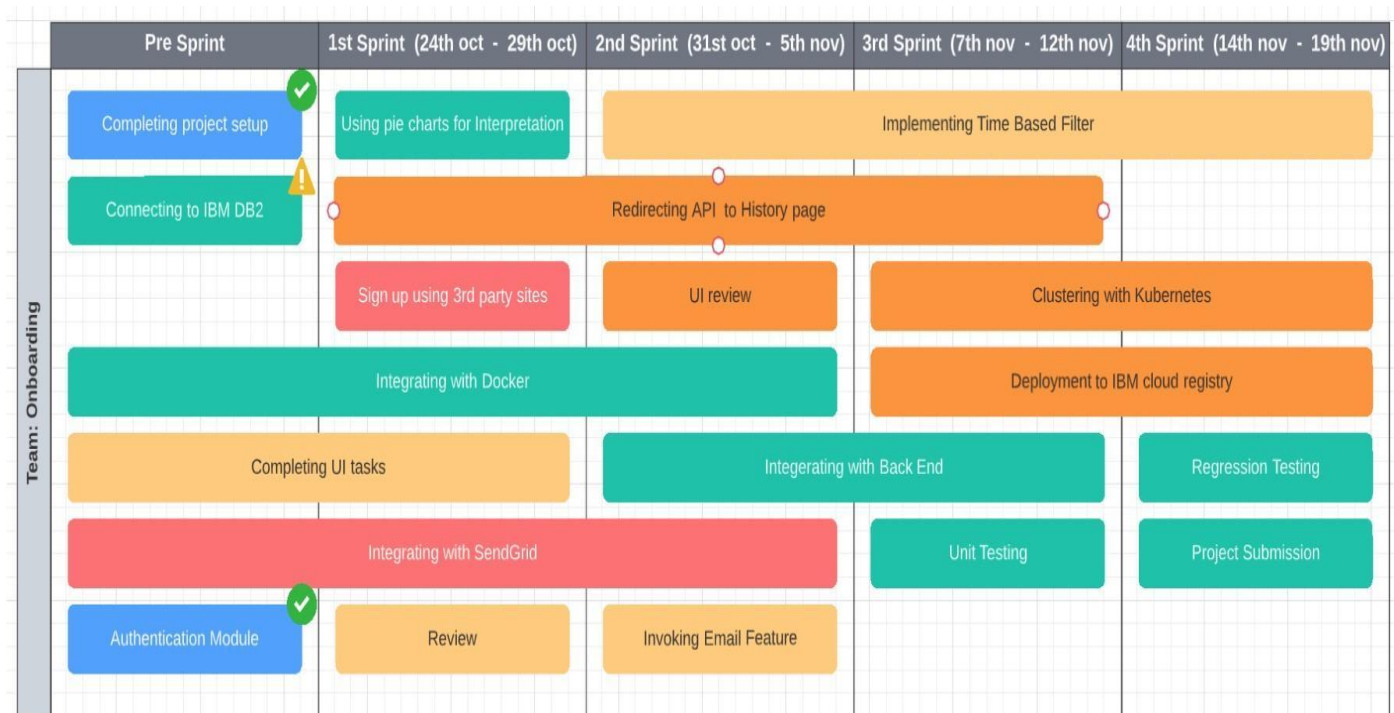 Pre Sprint
1st Sprint (24th oct - 29th oct)
2nd Sprint (31st oct - 5th nov)
3rd Sprint (7th nov - 12th nov)
4th Sprint (14th nov - 19th nov)
Team: Onboarding
Completing project setup
Using pie charts for Interpretation
Implementing Time Based Filter
Connecting to IBM DB2
Redirecting API to History page
Sign up using 3rd party sites
UI review
Clustering with Kubernetes
Integrating with Docker
Deployment to IBM cloud registry
Completing UI tasks
Integerating with Back End
Regression Testing
Integrating with SendGrid
Unit Testing
Project Submission
Authentication Module
Review
Invoking Email Feature